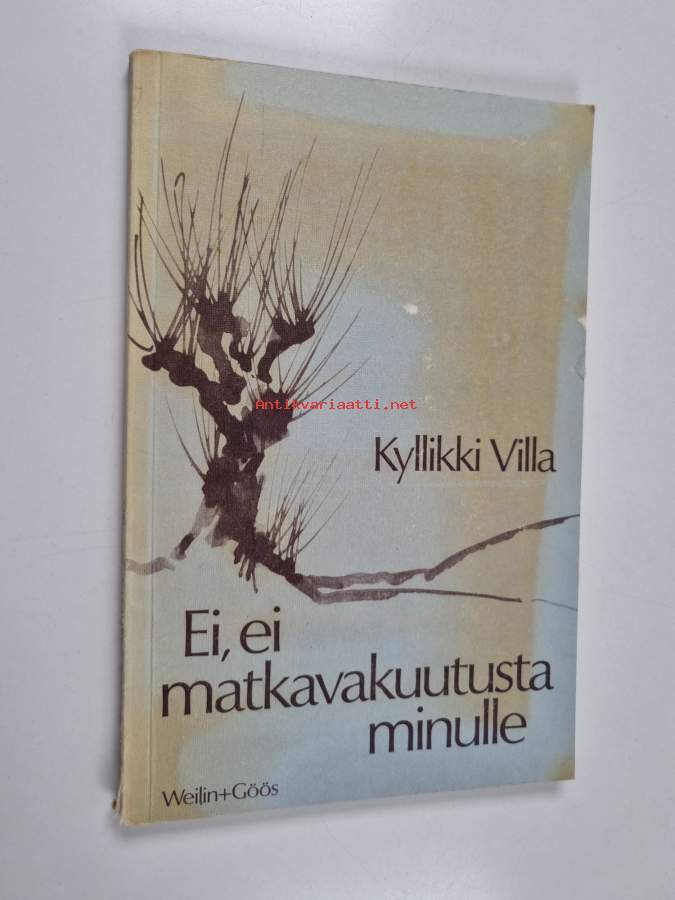 Antikvariaatti.net
Kyllikki Villa
Ei, ei
matkavakuutusta
minulle
Weilin+Göös